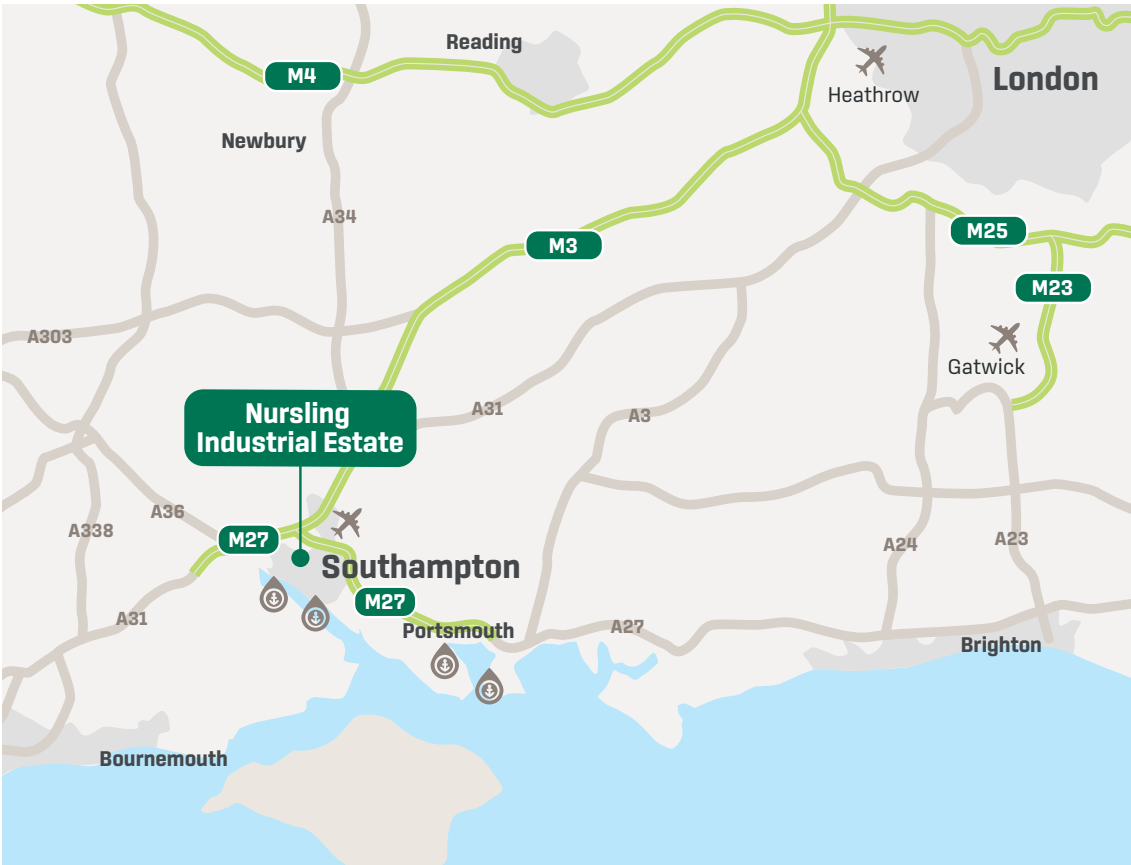 Reading
M4
London
Heathrow
Newbury
A34
M25
M3
M23
A303
Gatwick
Nursling
Industrial Estate
A31
A3
A36
A338
M27
A24
A23
Southampton
M27
A31
Portsmouth
A27
Brighton
Bournemouth